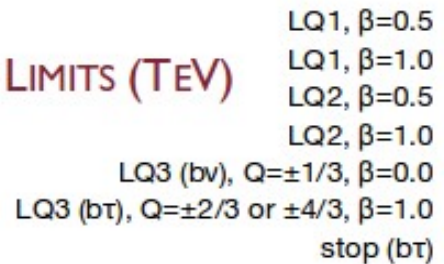 LQ1, β=0.5
LQ1, β=1.0
LIMITS (TEV)
LQ2, β=0.5
LQ2, β=1.0
LQ3 (bν), Q=±1/3, β=0.0
LQ3 (bτ), Q=±2/3 or ±4/3, β=1.0
stop (bτ)